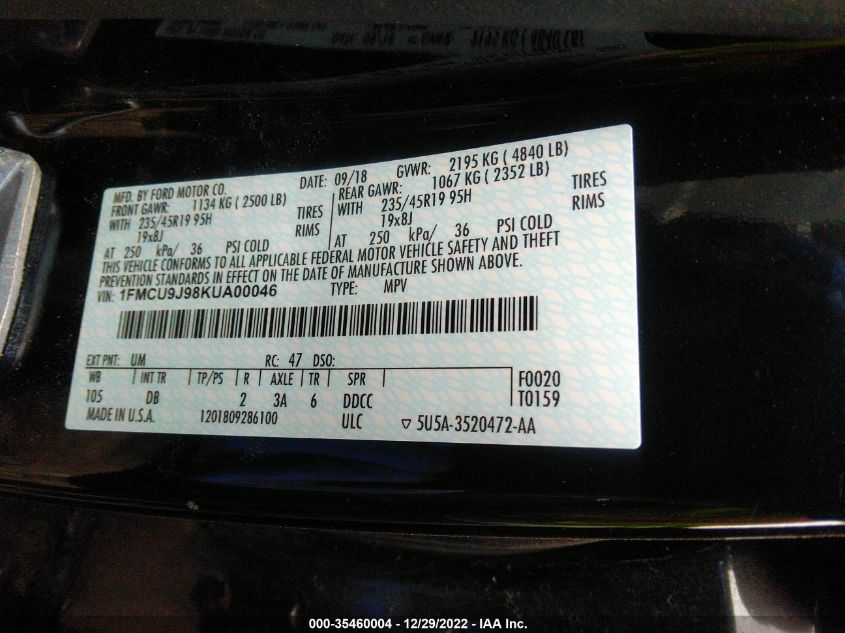 MFD. BY FORD MOTOR CO. DATE: 09/18 GVWR: 2195 KG ( 4840 LB)
FRONT GAWR: 1134 KG ( 2500 LB) REAR GAWR: 1067 KG ( 2352 LB)
WITH 235/45R19 95H TIRES WITH 235/45R19 95H TIRES
19x8J RIMS 19x8J RIMS
AT 250 kPa/ 36 PSI COLD AT 250 kPa/ 36 PSI COLD
THIS VEHICLE CONFORMS TO ALL APPLICABLE FEDERAL MOTOR VEHICLE SAFETY AND THEFT
PREVENTION STANDARDS IN EFFECT ON THE DATE OF MANUFACTURE SHOWN ABOVE.
VIN: 1FMCU9J98KUA00046 TYPE: MPV
EXT PNT: UM RC: 47 DSO:
WB INT TR TP/PS R AXLE TR SPR F0020
105 DB 2 3A 6 DDCC T0159
MADE IN U.S.A. 1201809286100 ULC ▽ 5U5A-3520472-AA
000-35460004 - 12/29/2022 - IAA Inc.